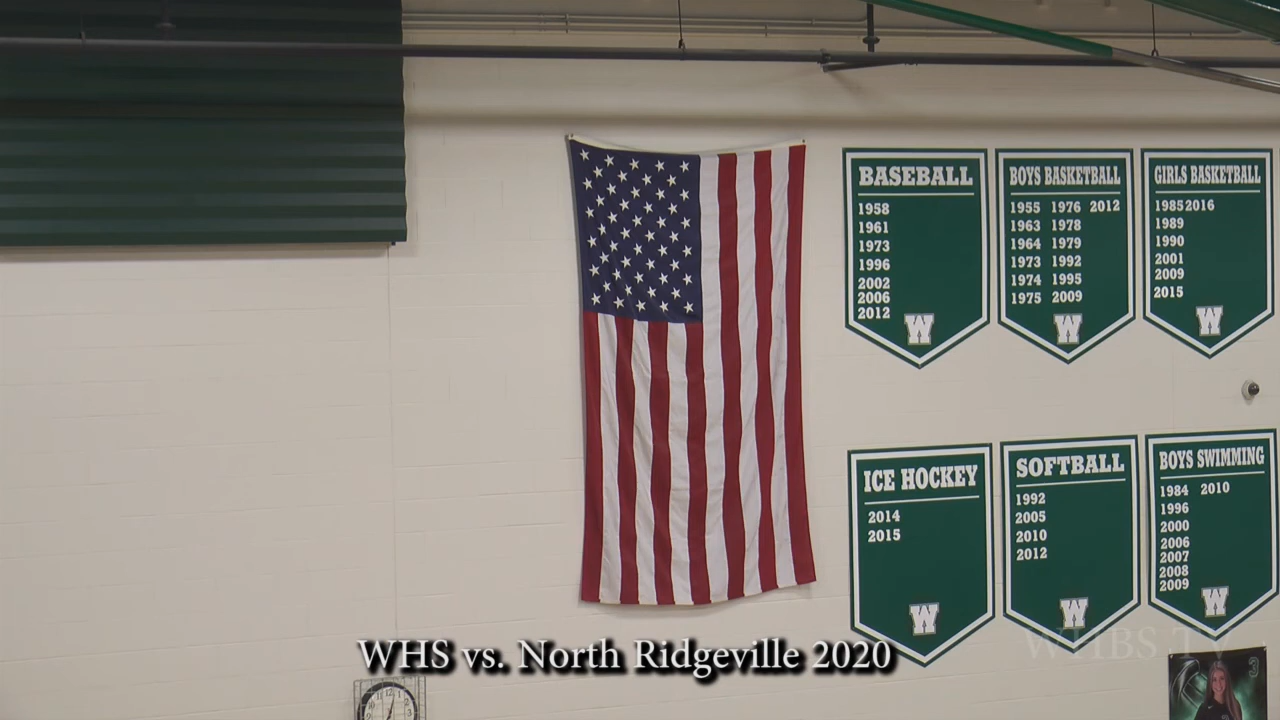 BASEBALL
1958
1961
1973
1996
2002
2006
2012
W
BOYS BASKETBALL
1955 1976 2012
1963 1978
1964 1979
1973 1992
1974 1995
1975 2009
W
GIRLS BASKETBALL
1985 2016
1989
1990
2001
2009
2015
W
ICE HOCKEY
2014
2015
W
SOFTBALL
1992
2005
2010
2012
W
BOYS SWIMMING
1984 2010
1996
2000
2006
2007
2008
2009
W
WHBS TV
3
WHS vs. North Ridgeville 2020